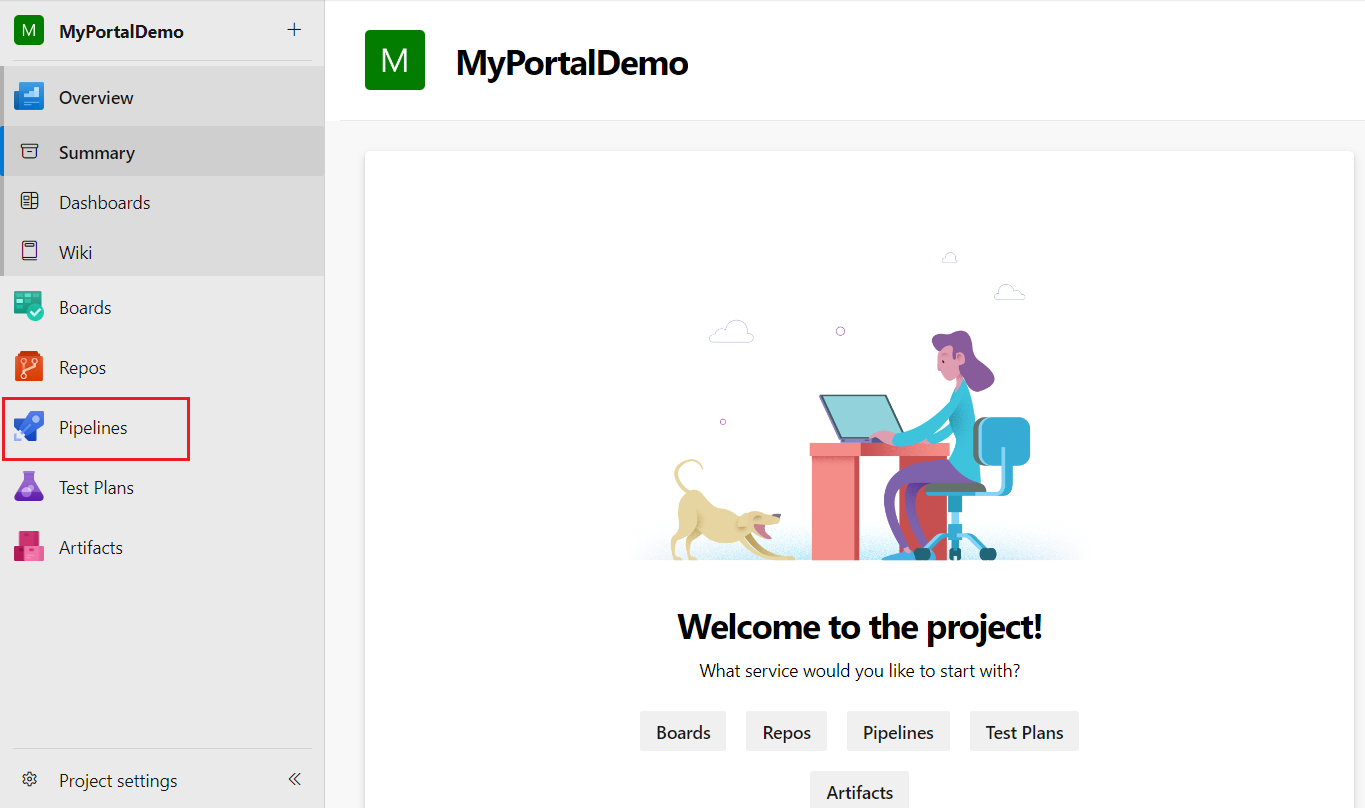 M MyPortalDemo +
Overview
Summary
Dashboards
Wiki
Boards
Repos
Pipelines
Test Plans
Artifacts
Project settings
M MyPortalDemo
Welcome to the project!
What service would you like to start with?
Boards Repos Pipelines Test Plans
Artifacts